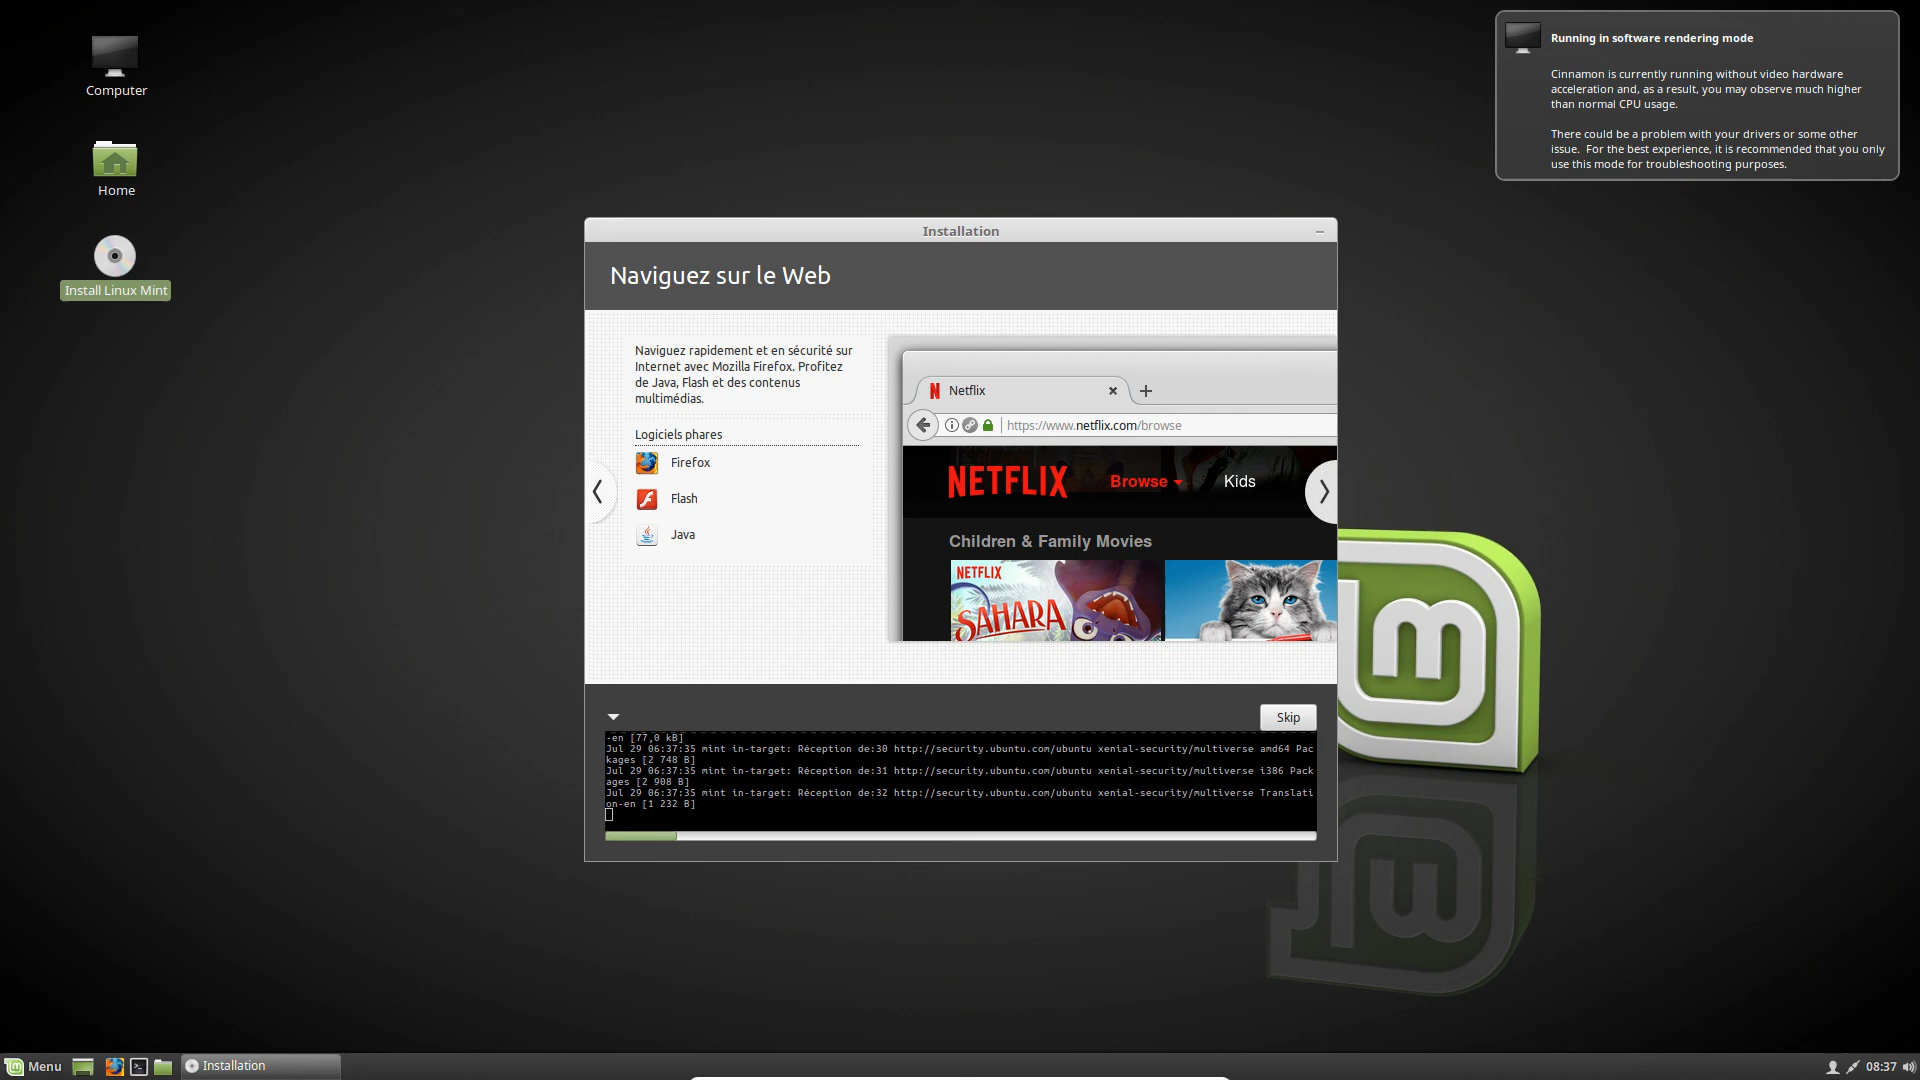 Computer
Home
Install Linux Mint
Running in software rendering mode
Cinnamon is currently running without video hardware
acceleration and, as a result, you may observe much higher
than normal CPU usage.
There could be a problem with your drivers or some other
issue.  For the best experience, it is recommended that you only
use this mode for troubleshooting purposes.
Installation
Naviguez sur le Web
Naviguez rapidement et en sécurité sur
Internet avec Mozilla Firefox. Profitez
de Java, Flash et des contenus
multimédias.
Logiciels phares
Firefox
Flash
Java
Netflix
https://www.netflix.com/browse
NETFLIX Browse Kids
Children & Family Movies
NETFLIX
SAHARA
Skip
-en [77,0 kB]
Jul 29 06:37:35 mint in-target: Réception de:30 http://security.ubuntu.com/ubuntu xenial-security/multiverse amd64 Pac
kages [2 748 B]
Jul 29 06:37:35 mint in-target: Réception de:31 http://security.ubuntu.com/ubuntu xenial-security/multiverse i386 Pack
ages [2 908 B]
Jul 29 06:37:35 mint in-target: Réception de:32 http://security.ubuntu.com/ubuntu xenial-security/multiverse Translati
on-en [1 232 B]
Menu
Installation
08:37